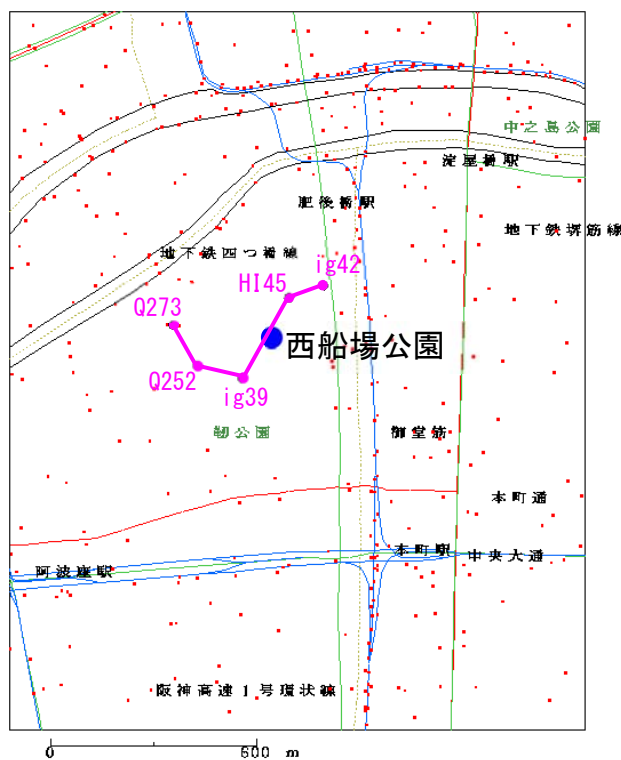 中之島公園
淀屋橋駅
肥後橋駅
地下鉄堺筋線
地下鉄四つ橋線
ig42
HI45
Q273
西船場公園
Q252
ig39
靭公園
御堂筋
本町通
本町駅
中央大通
阿波座駅
阪神高速1号環状線
0 600 m